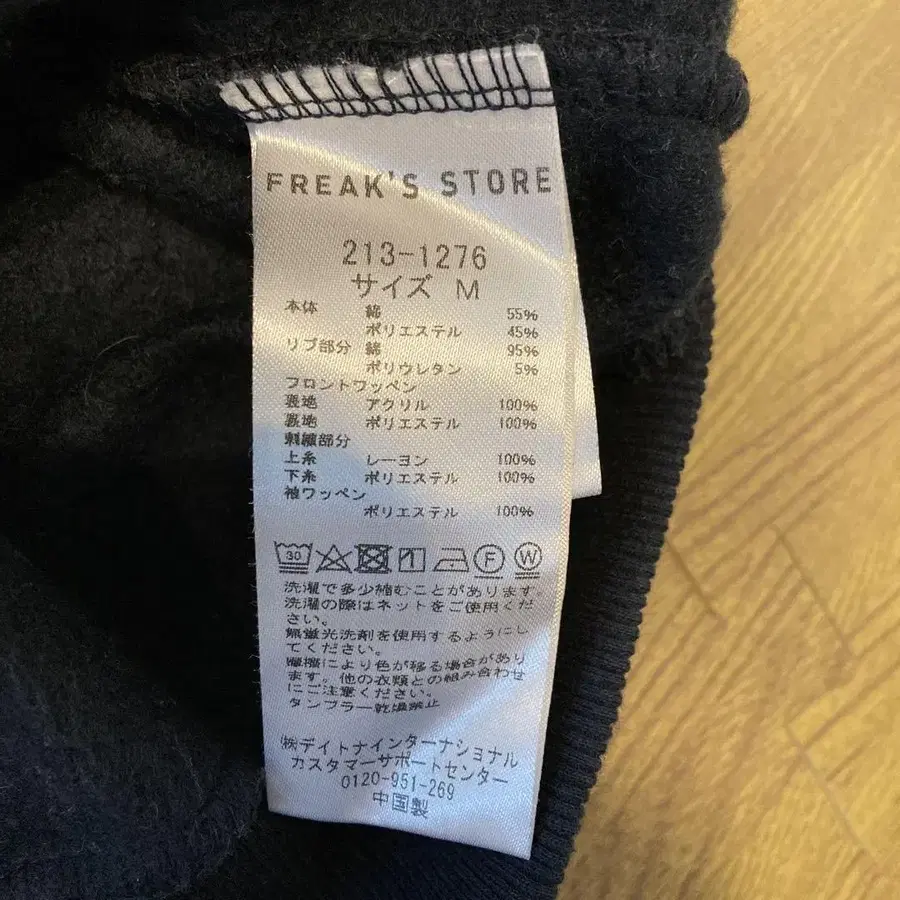 FREAK'S STORE
213-1276
サイズ M
本体 綿 55%
ポリエステル 45%
リブ部分 綿 95%
ポリウレタン 5%
フロントワッペン
表地 アクリル 100%
裏地 ポリエステル 100%
刺繍部分
上糸 レーヨン 100%
下糸 ポリエステル 100%
袖ワッペン
ポリエステル 100%
30 F W
洗濯で多少縮むことがあります。
洗濯の際はネットをご使用くだ
さい。
無蛍光洗剤を使用するようにし
てください。
摩擦により色が移る場合があり
ます。他の衣類との組み合わせ
にご注意ください。
タンブラー乾燥禁止
㈱デイトナインターナショナル
カスタマーサポートセンター
0120-951-269
中国製